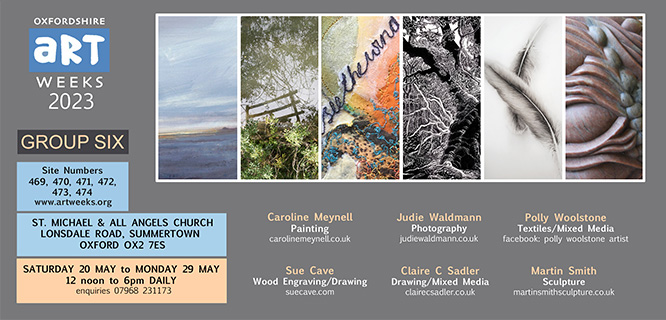 OXFORDSHIRE
aRT
WEEKS
2023
GROUP SIX
Site Numbers
469, 470, 471, 472,
473, 474
www.artweeks.org
ST. MICHAEL & ALL ANGELS CHURCH
LONSDALE ROAD, SUMMERTOWN
OXFORD OX2 7ES
SATURDAY 20 MAY to MONDAY 29 MAY
12 noon to 6pm DAILY
enquiries 07968 231173
see the wind
Caroline Meynell
Painting
carolinemeynell.co.uk
Judie Waldmann
Photography
judiewaldmann.co.uk
Polly Woolstone
Textiles/Mixed Media
facebook: polly woolstone artist
Sue Cave
Wood Engraving/Drawing
suecave.com
Claire C Sadler
Drawing/Mixed Media
clairecsadler.co.uk
Martin Smith
Sculpture
martinsmithsculpture.co.uk